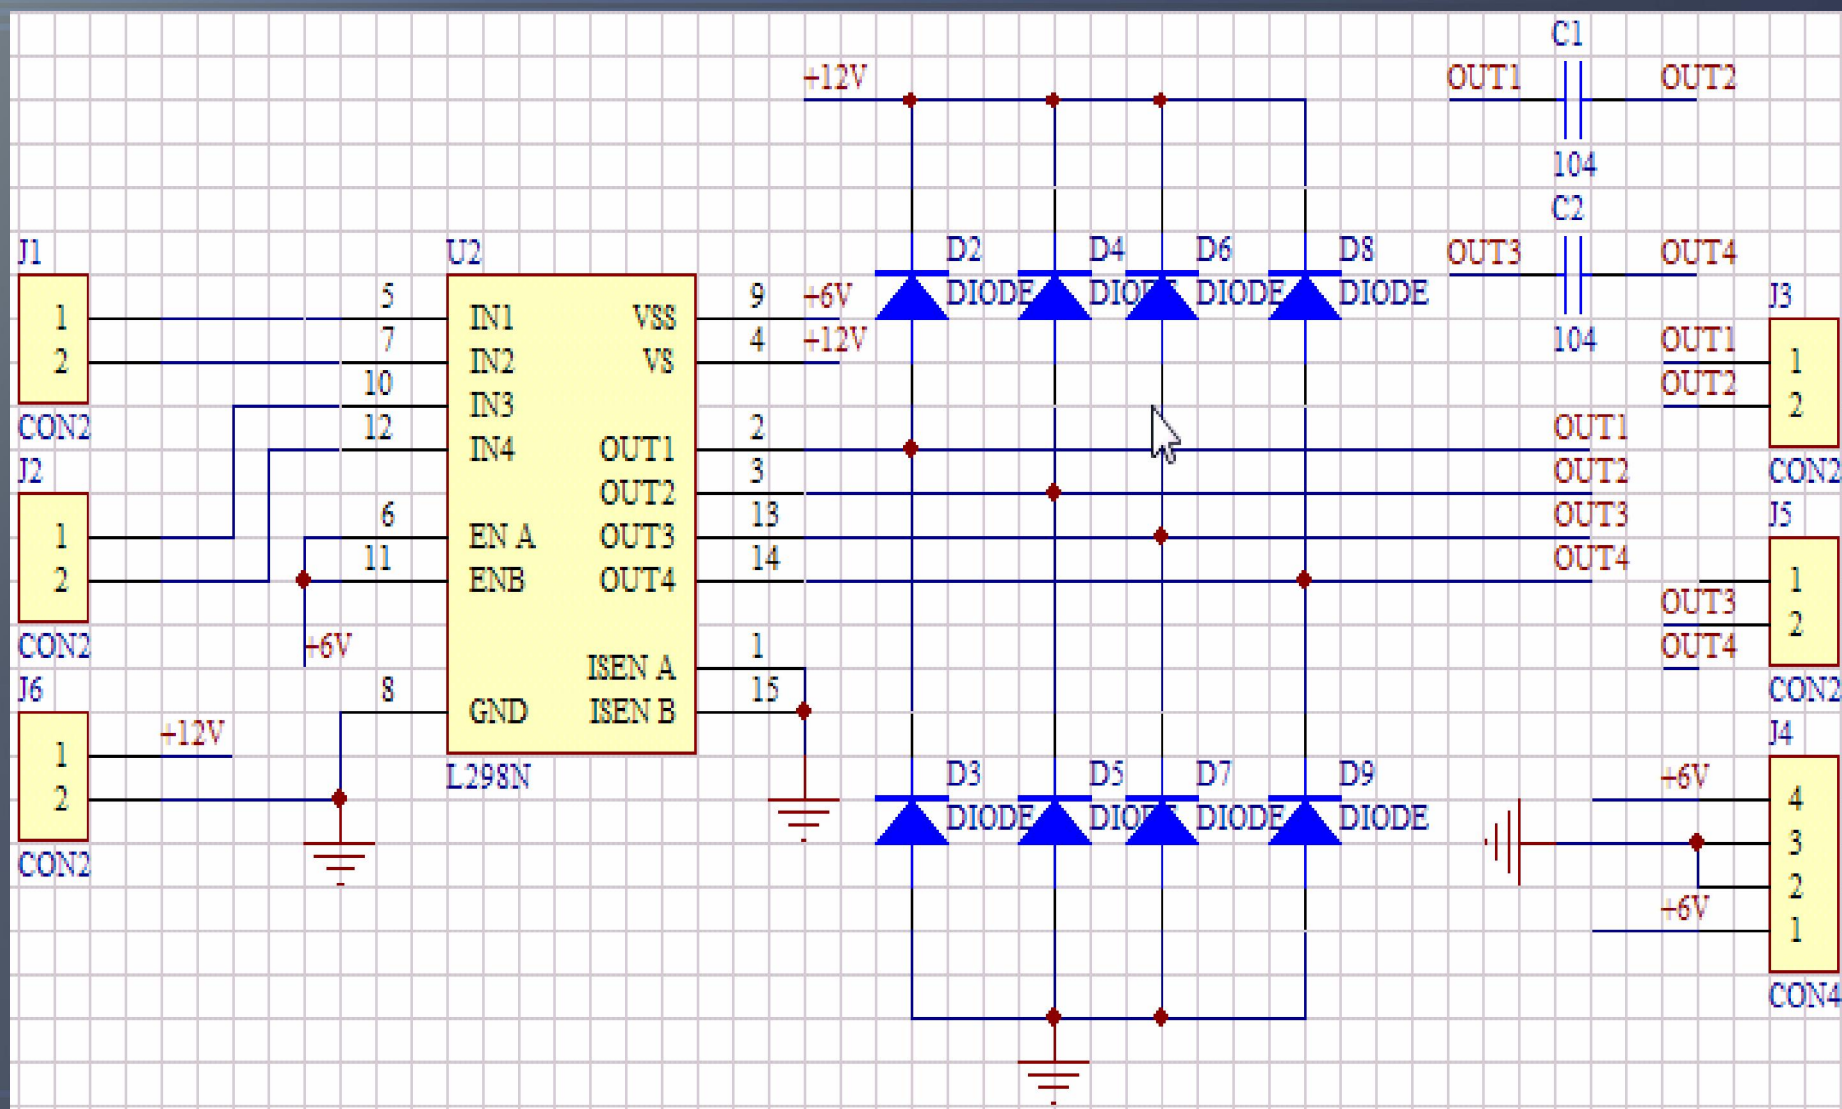 C1
+12V
OUT1
OUT2
104
C2
J1
U2
D2
D4
D6
D8
OUT3
OUT4
DIODE
DIO
DIODE
DIODE
J3
5
9
+6V
1
IN1
VSS
7
4
+12V
104
OUT1
2
IN2
VS
1
10
OUT2
IN3
2
CON2
12
2
OUT1
IN4
OUT1
J2
3
OUT2
CON2
OUT2
6
13
OUT3
J5
1
EN A
OUT3
11
14
OUT4
2
ENB
OUT4
1
OUT3
2
CON2
+6V
1
OUT4
ISEN A
J6
8
15
CON2
GND
ISEN B
+12V
J4
1
L298N
D3
D5
D7
D9
+6V
2
4
DIODE
DIO
DIODE
DIODE
3
CON2
2
+6V
1
CON4